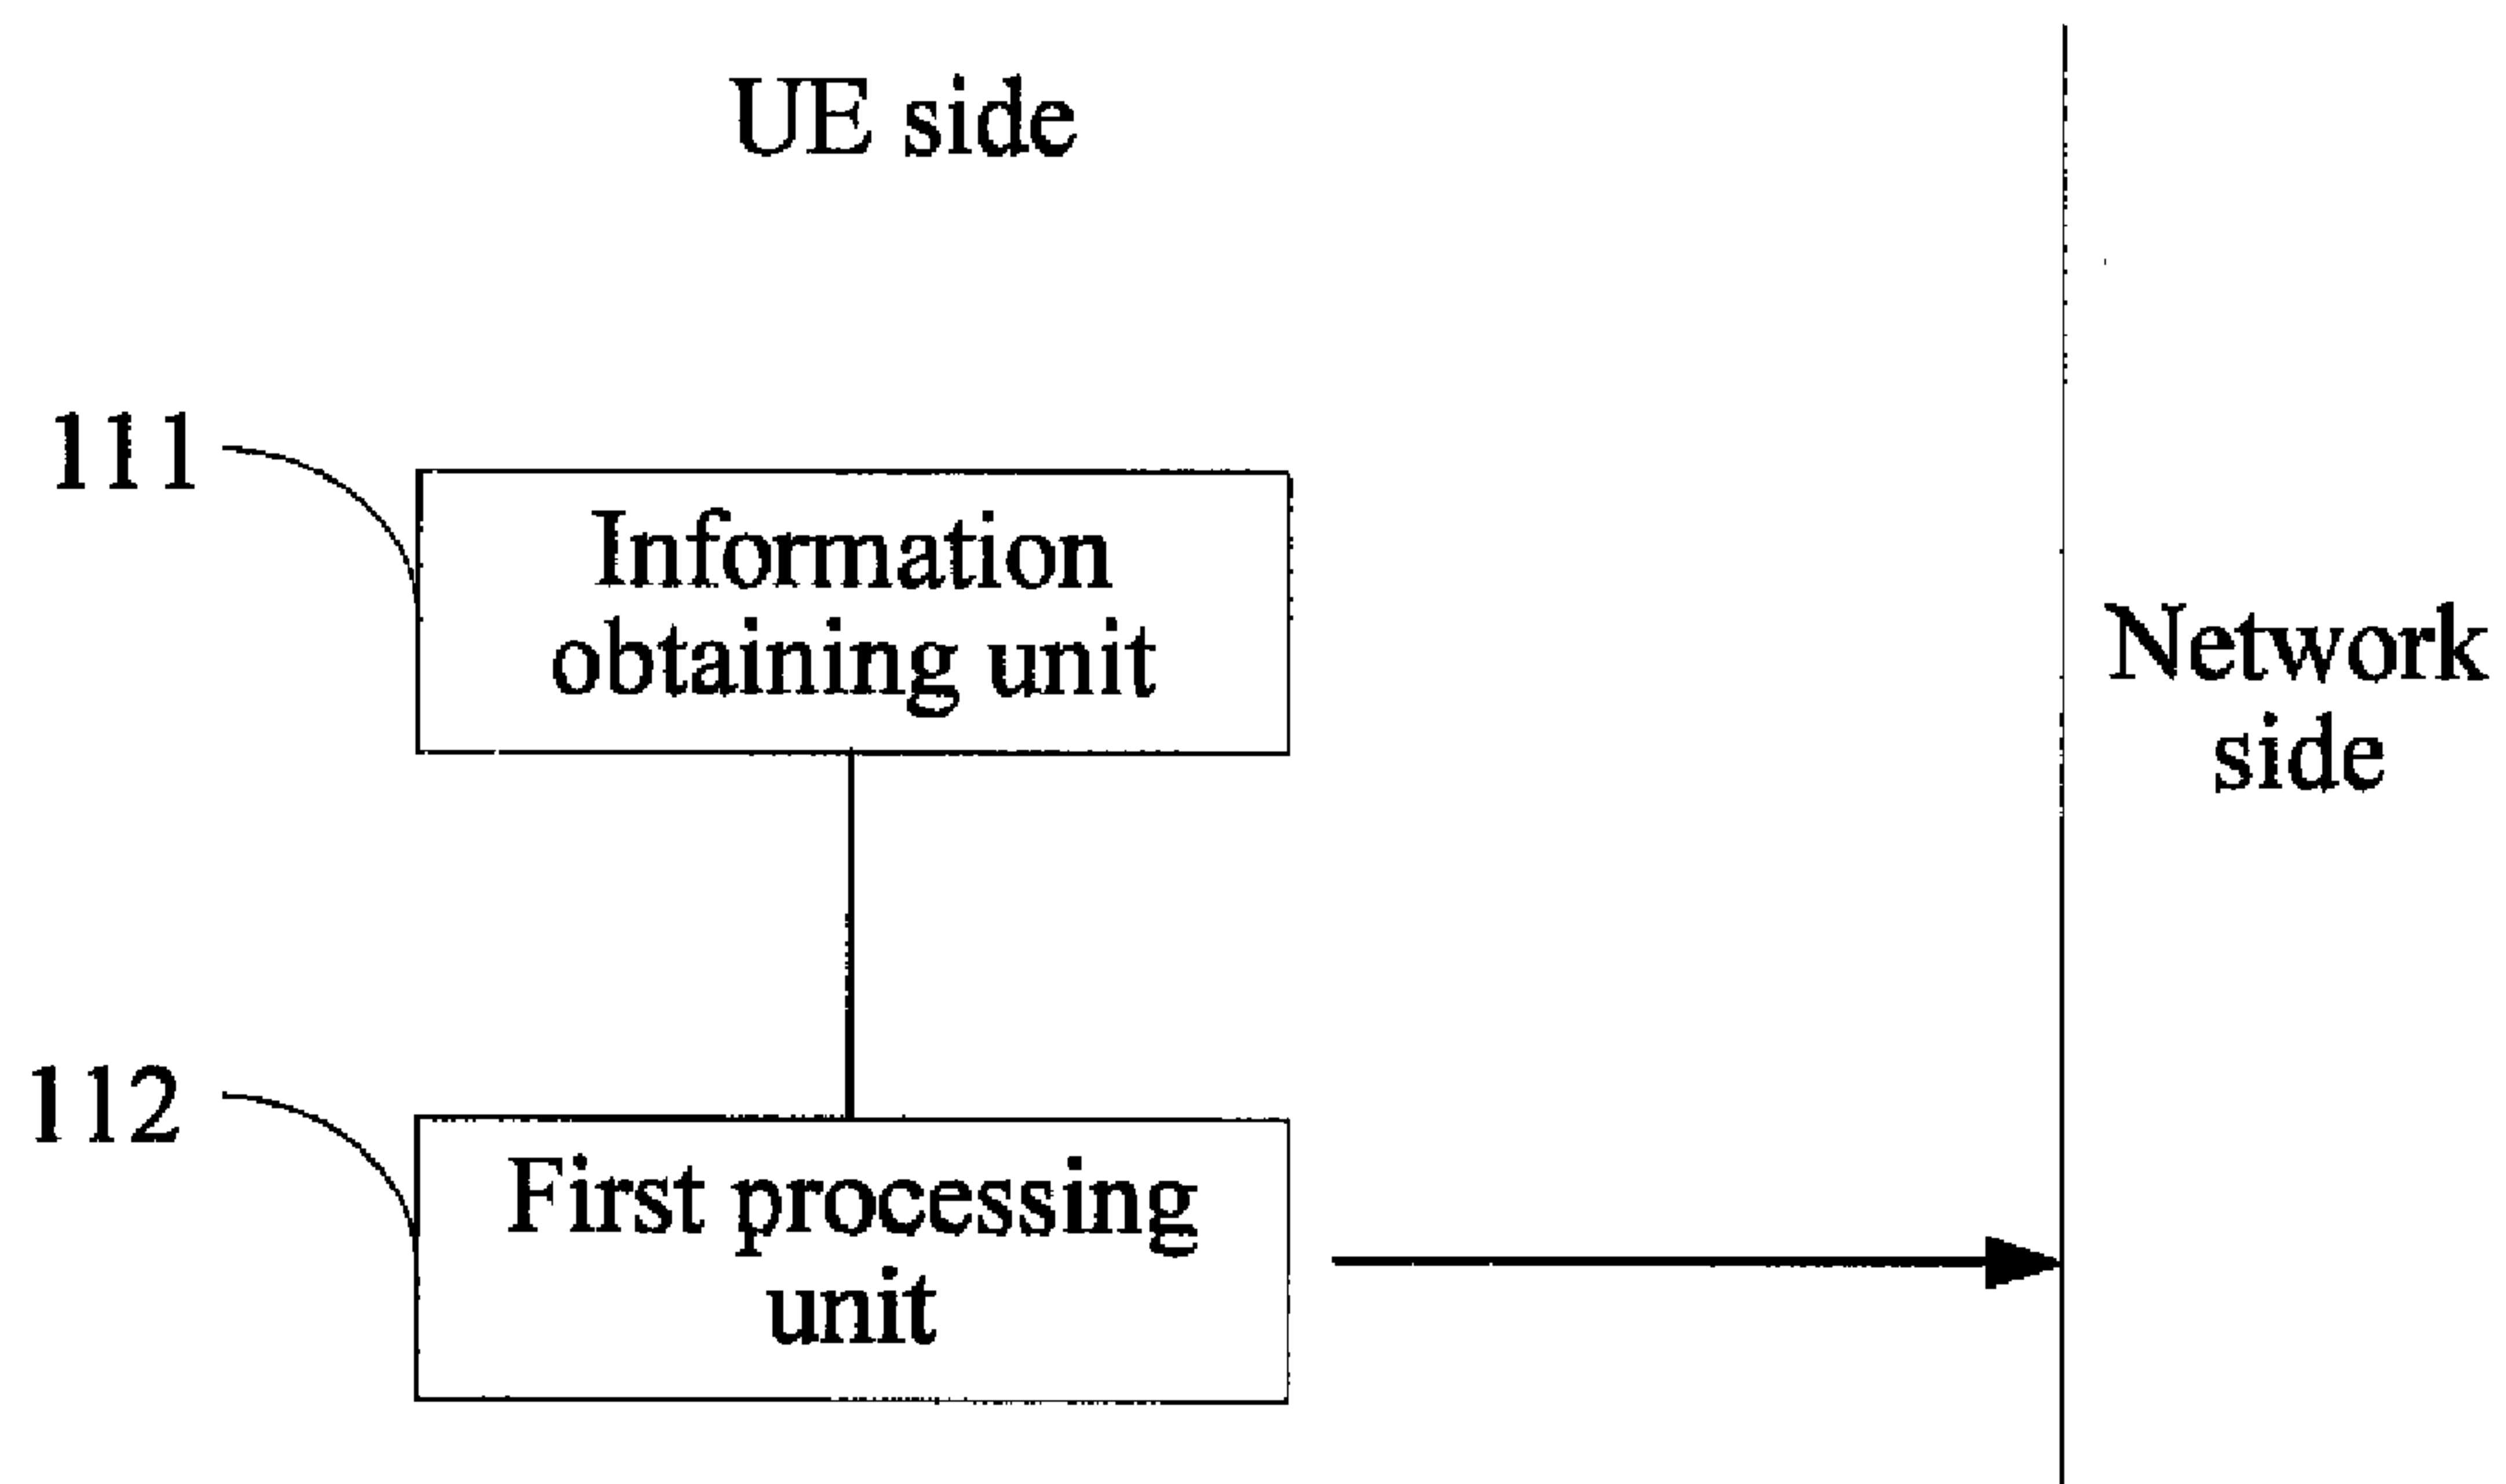 UE side
111
Information
obtaining unit
Network
side
112
First processing
unit